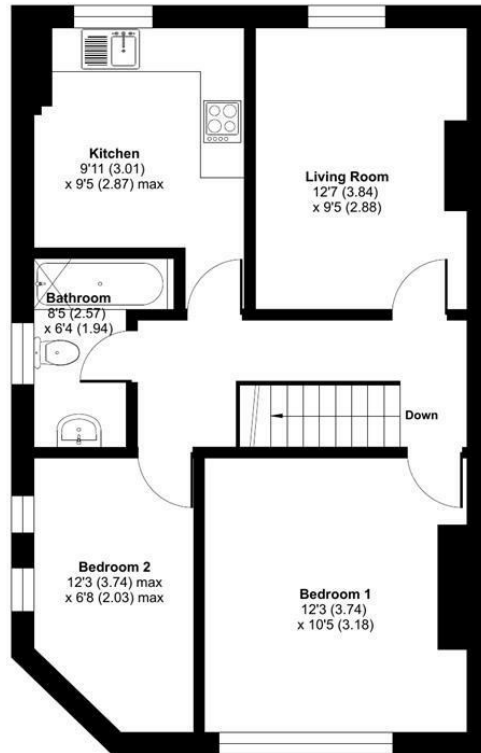 Kitchen
9'11 (3.01)
x 9'5 (2.87) max
Living Room
12'7 (3.84)
x 9'5 (2.88)
Bathroom
8'5 (2.57)
x 6'4 (1.94)
Down
Bedroom 2
12'3 (3.74) max
x 6'8 (2.03) max
Bedroom 1
12'3 (3.74)
x 10'5 (3.18)